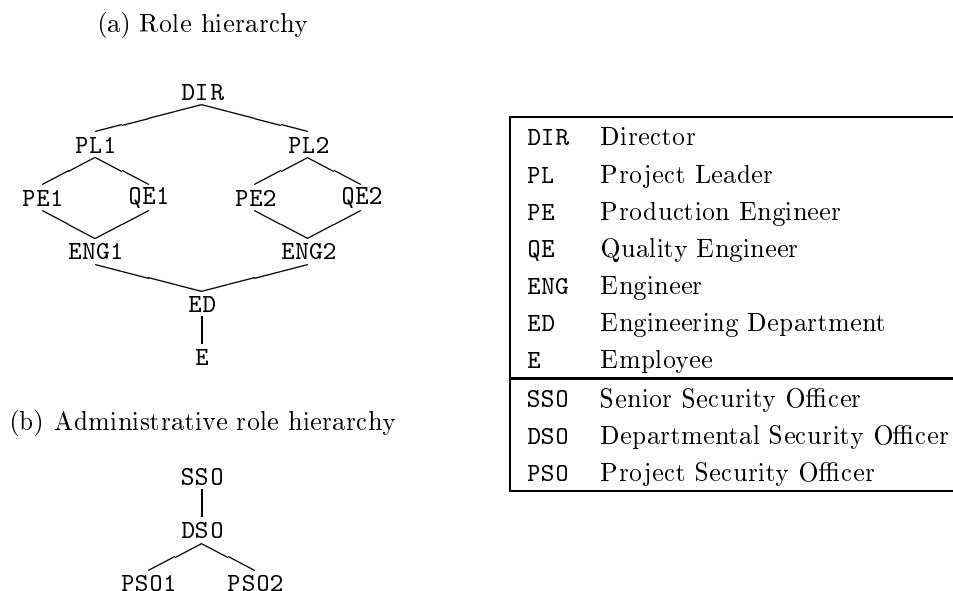 (a) Role hierarchy
DIR
PL1 PL2
PE1 QE1 PE2 QE2
ENG1 ENG2
ED
E
(b) Administrative role hierarchy
SSO
DSO
PSO1 PSO2
DIR Director
PL Project Leader
PE Production Engineer
QE Quality Engineer
ENG Engineer
ED Engineering Department
E Employee
SSO Senior Security Officer
DSO Departmental Security Officer
PSO Project Security Officer